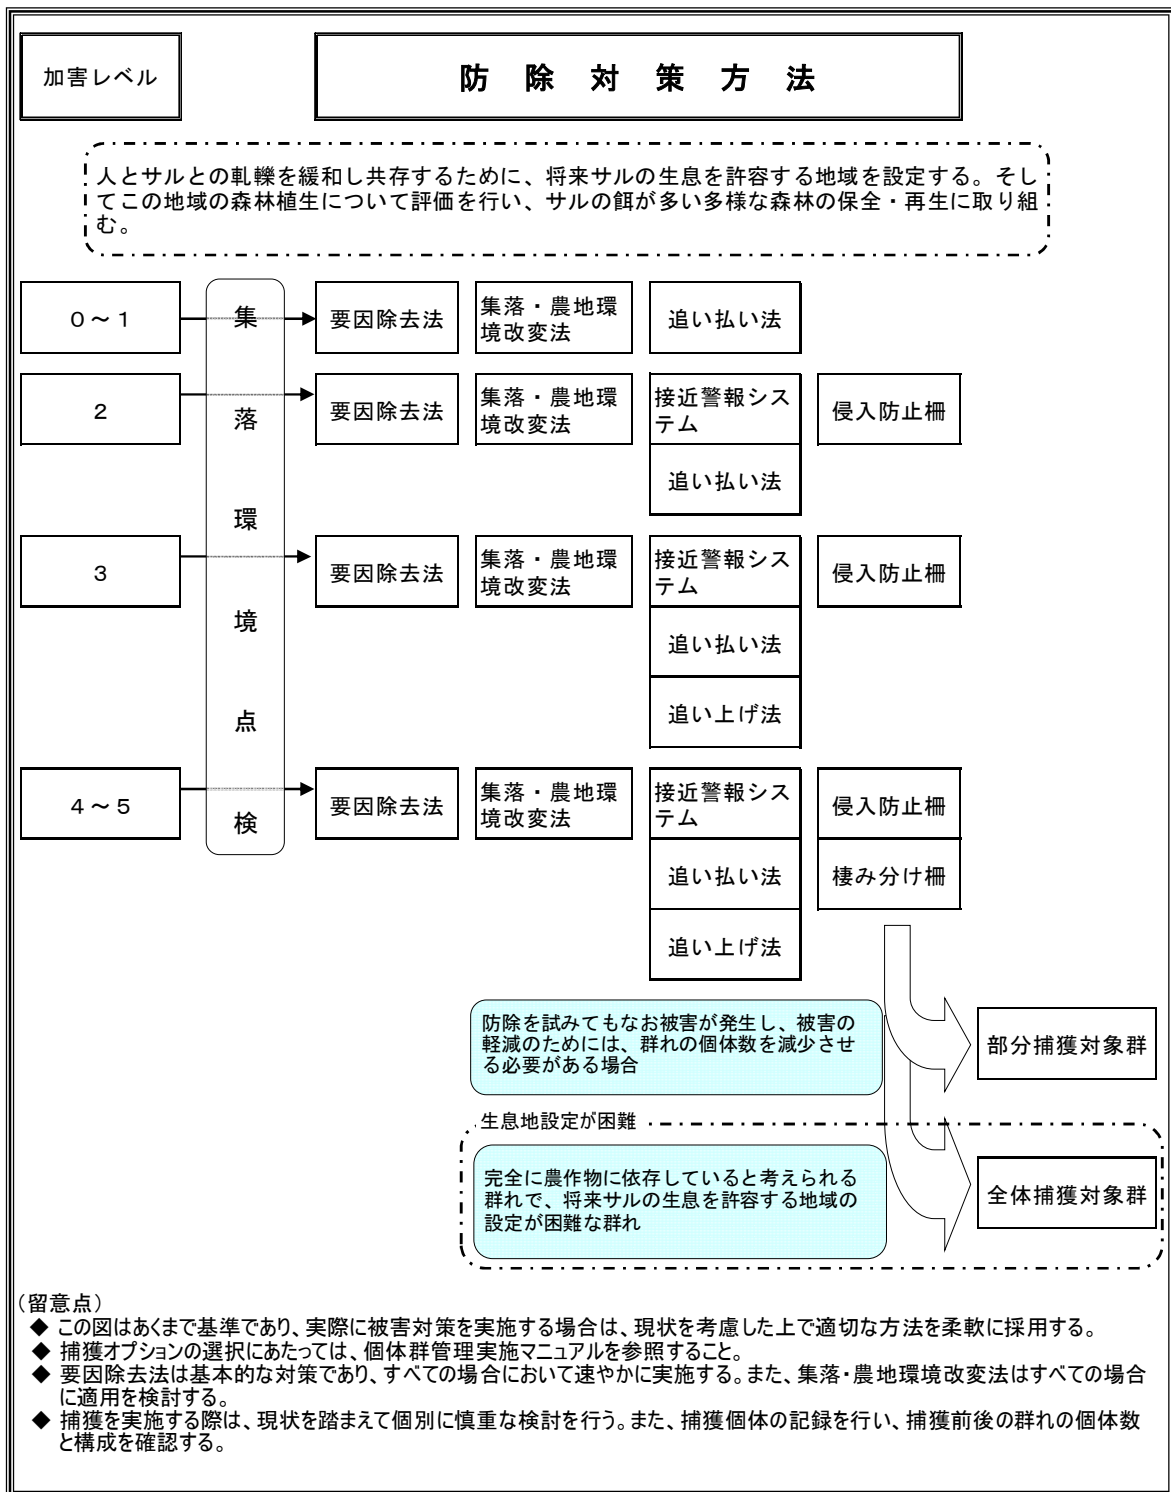 加害レベル
防除対策方法
人とサルとの軋轢を緩和し共存するために、将来サルの生息を許容する地域を設定する。そし
てこの地域の森林植生について評価を行い、サルの餌が多い多様な森林の保全・再生に取り組
む。
集落環境点検
０～１
要因除去法
集落・農地環
境改変法
追い払い法
２
要因除去法
集落・農地環
境改変法
接近警報シス
テム
侵入防止柵
追い払い法
３
要因除去法
集落・農地環
境改変法
接近警報シス
テム
侵入防止柵
追い払い法
追い上げ法
４～５
要因除去法
集落・農地環
境改変法
接近警報シス
テム
侵入防止柵
追い払い法
棲み分け柵
追い上げ法
防除を試みてもなお被害が発生し、被害の
軽減のためには、群れの個体数を減少させ
る必要がある場合
部分捕獲対象群
生息地設定が困難
完全に農作物に依存していると考えられる
群れで、将来サルの生息を許容する地域の
設定が困難な群れ
全体捕獲対象群
（留意点）
◆ この図はあくまで基準であり、実際に被害対策を実施する場合は、現状を考慮した上で適切な方法を柔軟に採用する。
◆ 捕獲オプションの選択にあたっては、個体群管理実施マニュアルを参照すること。
◆ 要因除去法は基本的な対策であり、すべての場合において速やかに実施する。また、集落・農地環境改変法はすべての場合
に適用を検討する。
◆ 捕獲を実施する際は、現状を踏まえて個別に慎重な検討を行う。また、捕獲個体の記録を行い、捕獲前後の群れの個体数
と構成を確認する。